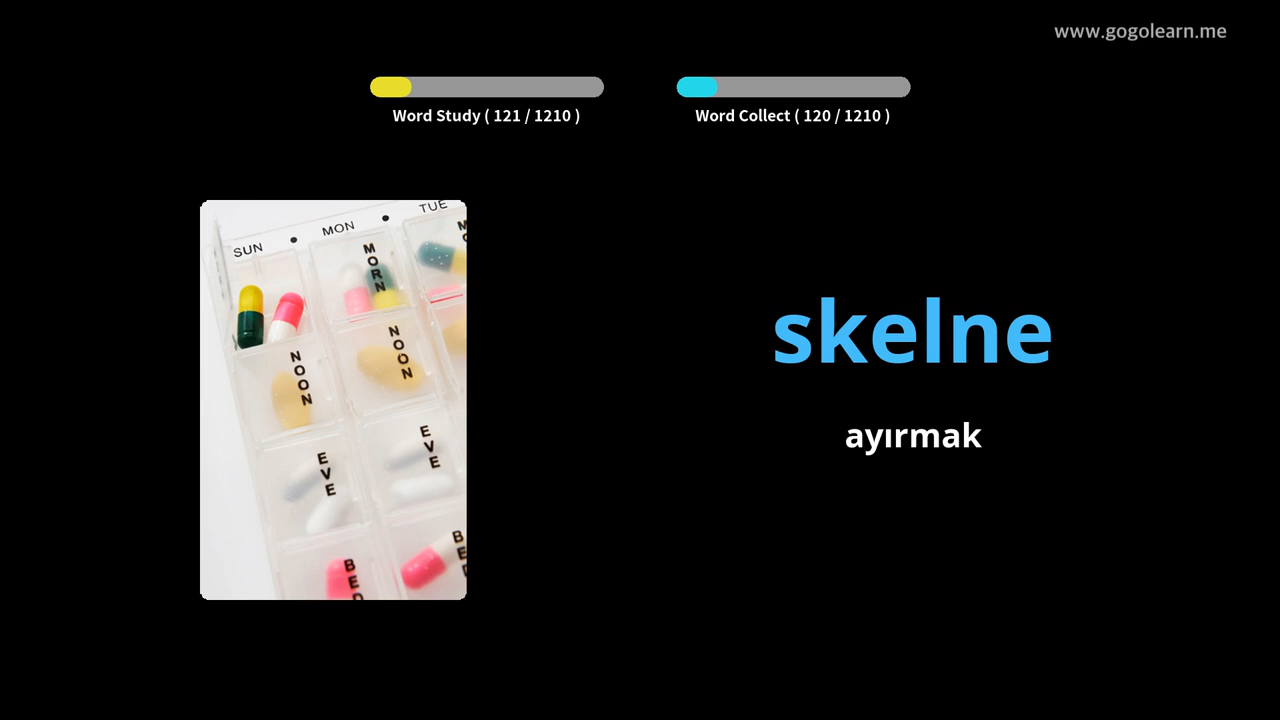 www.gogolearn.me
Word Study ( 121 / 1210 )
Word Collect ( 120 / 1210 )
SUN • MON • TUE
MORN
NOON
NOON
EVE
EVE
BED
skelne
ayırmak